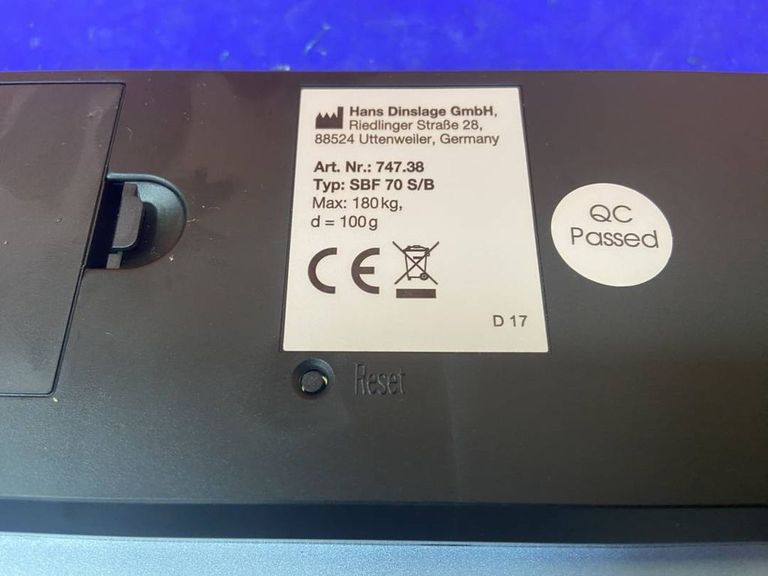 Hans Dinslage GmbH,
Riedlinger Straße 28,
88524 Uttenweiler, Germany
Art. Nr.: 747.38
Typ: SBF 70 S/B
Max: 180kg,
d = 100g
CE
D 17
QC
Passed
Reset